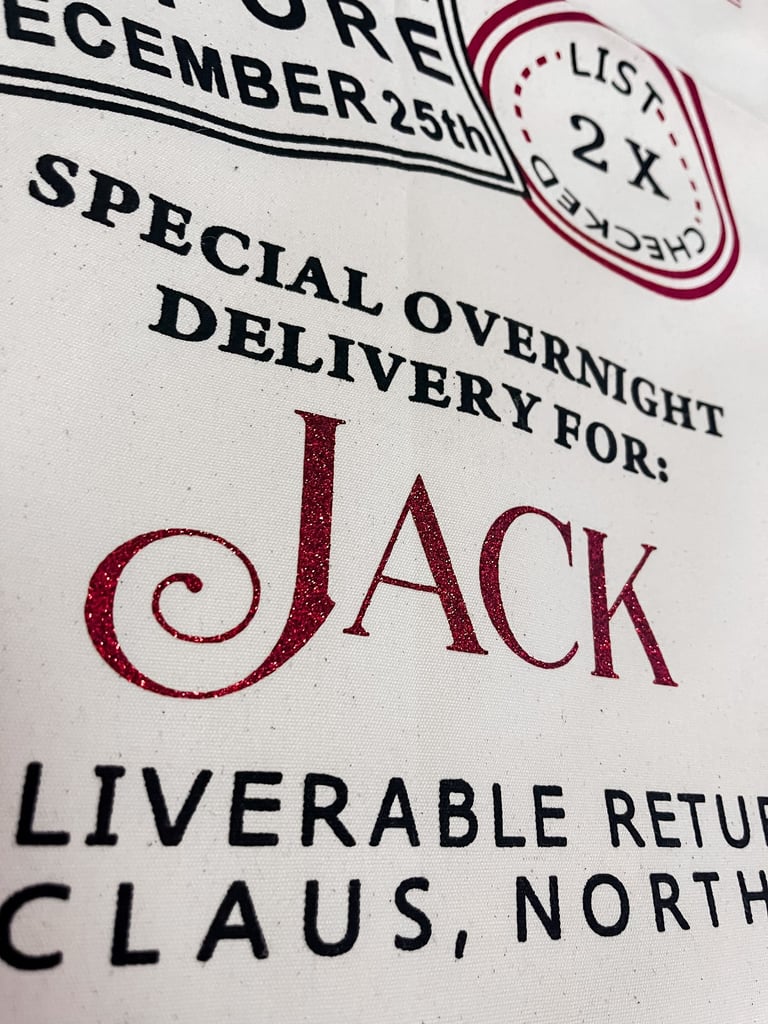 ORE
ECEMBER 25th
LIST
2 X
CHECKED
SPECIAL OVERNIGHT
DELIVERY FOR:
JACK
LIVERABLE RETU
CLAUS, NORTH